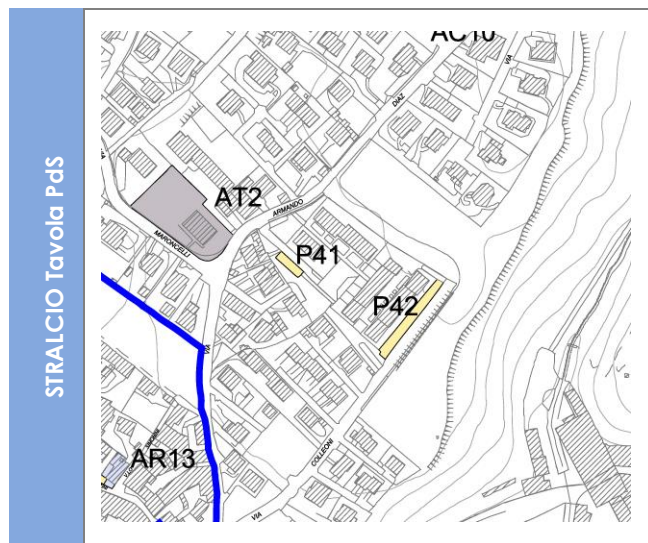 STRALCIO Tavola PdS
AC10
VIA
DIAZ
AT2
ARMANDO
MARONCELLI
P41
P42
VIA
AR13
COLLEONI
VIA